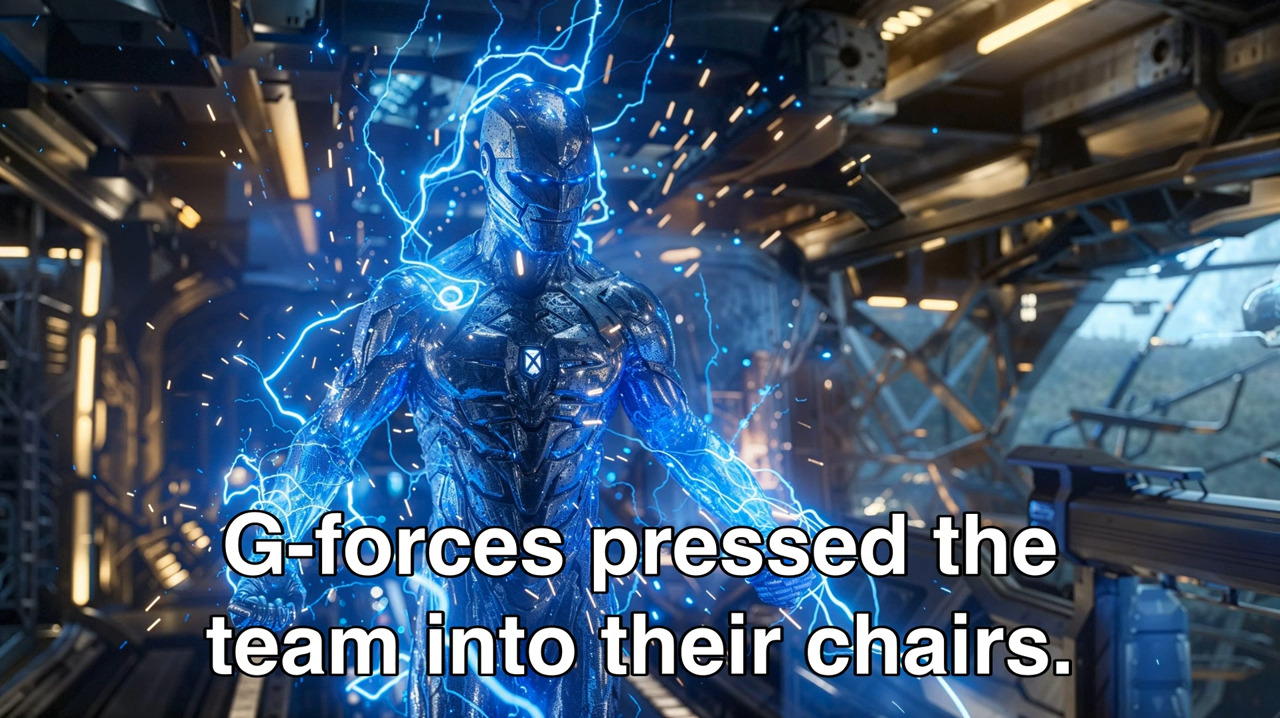 G-forces pressed the
team into their chairs.